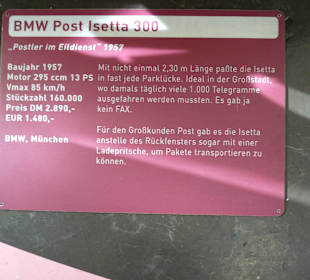 BMW Post Isetta 300
„Postler im Eildienst" 1957
Baujahr 1957
Motor 295 ccm 13 PS
Vmax 85 km/h
Stückzahl 160.000
Preis DM 2.890,-
EUR 1.480,-
BMW, München
Mit nicht einmal 2,30 m Länge paßte die Isetta
in fast jede Parklücke. Ideal in der Großstadt,
wo damals täglich viele 1.000 Telegramme
ausgefahren werden mussten. Es gab ja
kein FAX.
Für den Großkunden Post gab es die Isetta
anstelle des Rückfensters sogar mit einer
Ladepritsche, um Pakete transportieren zu
können.